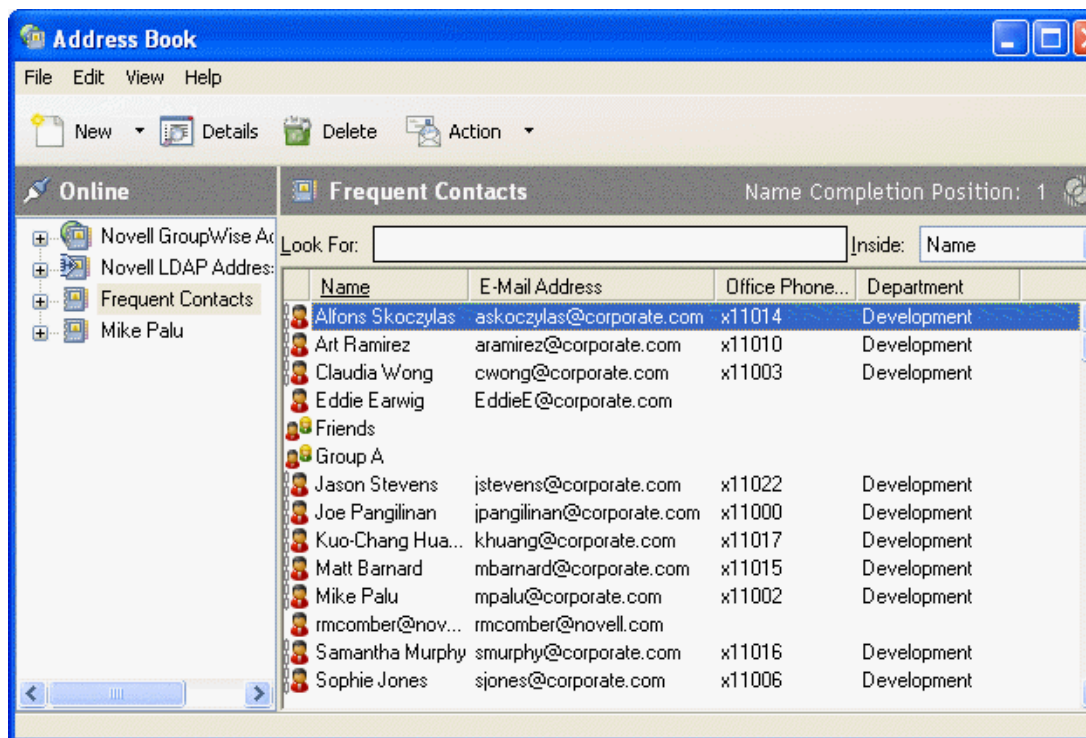 Address Book
File Edit View Help
New Details Delete Action
Online
Frequent Contacts Name Completion Position: 1
Novell GroupWise Ad
Novell LDAP Address
Frequent Contacts
Mike Palu
Look For: Inside: Name
Name E-Mail Address Office Phone... Department
Alfons Skoczylas askoczylas@corporate.com x11014 Development
Art Ramirez aramirez@corporate.com x11010 Development
Claudia Wong cwong@corporate.com x11003 Development
Eddie Earwig EddieE@corporate.com
Friends
Group A
Jason Stevens jstevens@corporate.com x11022 Development
Joe Pangilinan jpangilinan@corporate.com x11000 Development
Kuo-Chang Hua... khuang@corporate.com x11017 Development
Matt Barnard mbarnard@corporate.com x11015 Development
Mike Palu mpalu@corporate.com x11002 Development
rmcomber@nov... rmcomber@novell.com
Samantha Murphy smurphy@corporate.com x11016 Development
Sophie Jones sjones@corporate.com x11006 Development